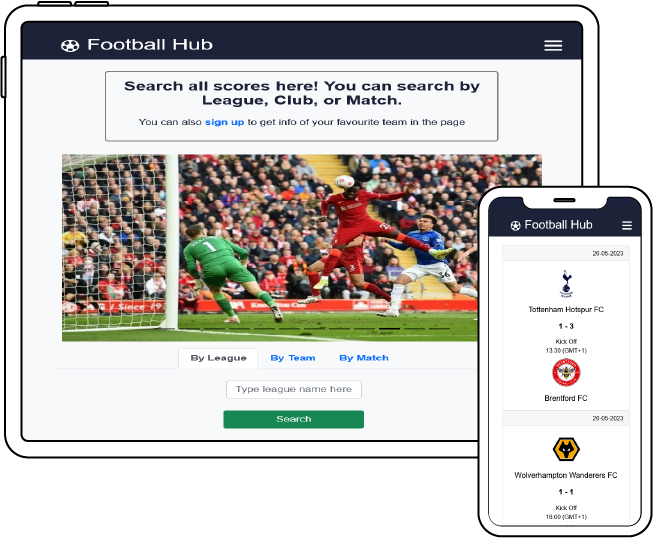 Football Hub
Search all scores here! You can search by
League, Club, or Match.
You can also sign up to get info of your favourite team in the page
1
36
By League
By Team
By Match
Type league name here
Search
Football Hub
20-05-2023
Tottenham Hotspur FC
1 - 3
Kick Off
13.30 (GMT+1)
Brentford FC
20-05-2023
Wolverhampton Wanderers FC
1 - 1
Kick Off
16.00 (GMT+1)